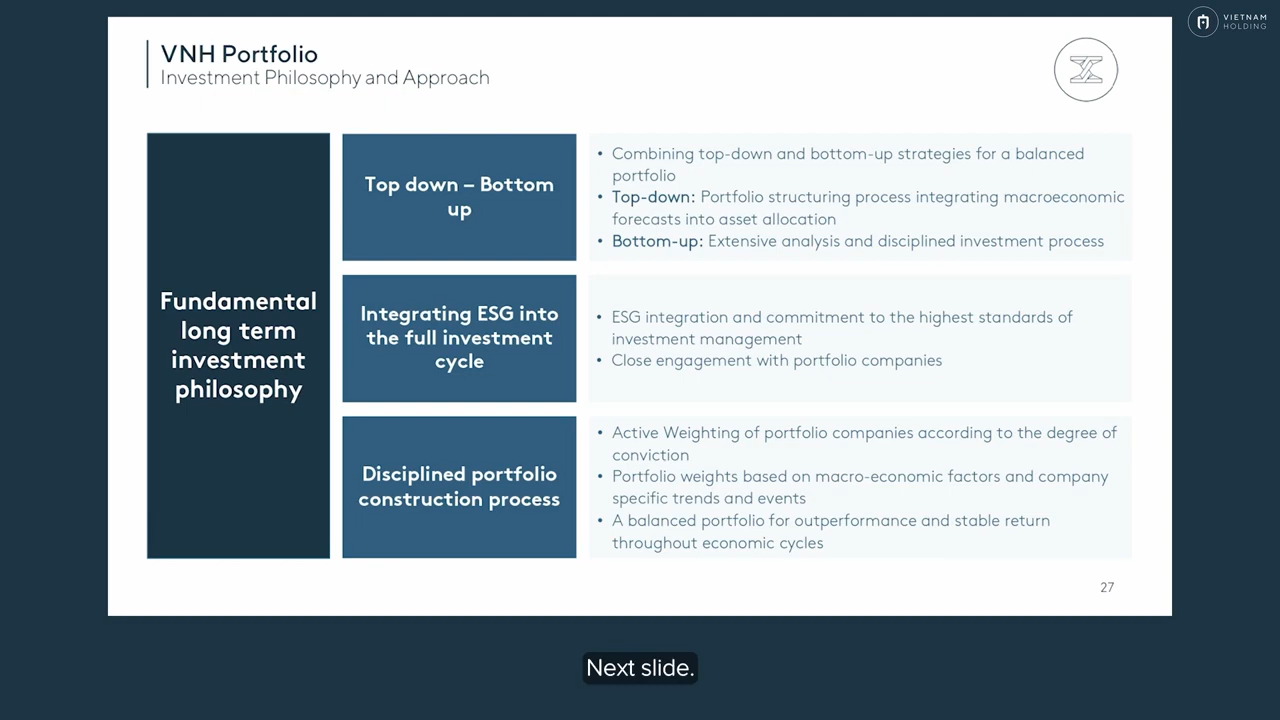 VIETNAM
HOLDING
VNH Portfolio
Investment Philosophy and Approach
Fundamental
long term
investment
philosophy
Top down – Bottom
up
• Combining top-down and bottom-up strategies for a balanced
portfolio
• Top-down: Portfolio structuring process integrating macroeconomic
forecasts into asset allocation
• Bottom-up: Extensive analysis and disciplined investment process
Integrating ESG into
the full investment
cycle
• ESG integration and commitment to the highest standards of
investment management
• Close engagement with portfolio companies
Disciplined portfolio
construction process
• Active Weighting of portfolio companies according to the degree of
conviction
• Portfolio weights based on macro-economic factors and company
specific trends and events
• A balanced portfolio for outperformance and stable return
throughout economic cycles
27
Next slide.